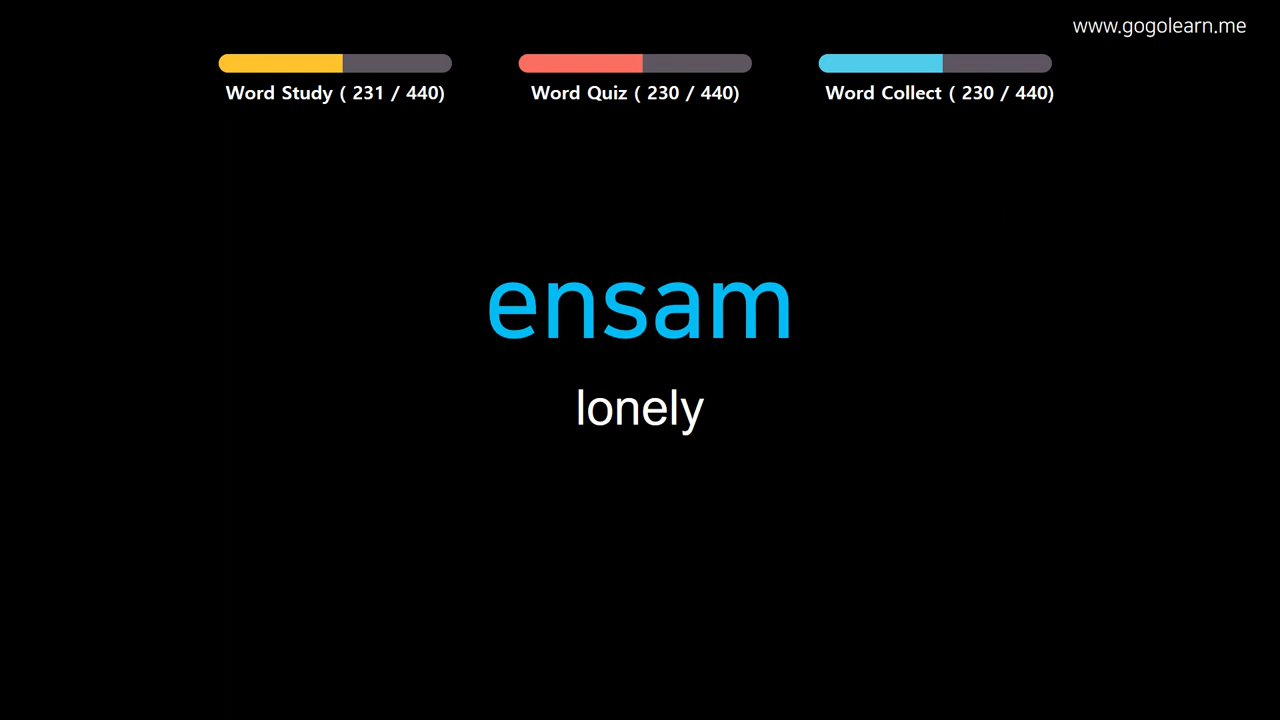 www.gogolearn.me
Word Study ( 231 / 440)
Word Quiz ( 230 / 440)
Word Collect ( 230 / 440)
ensam
lonely